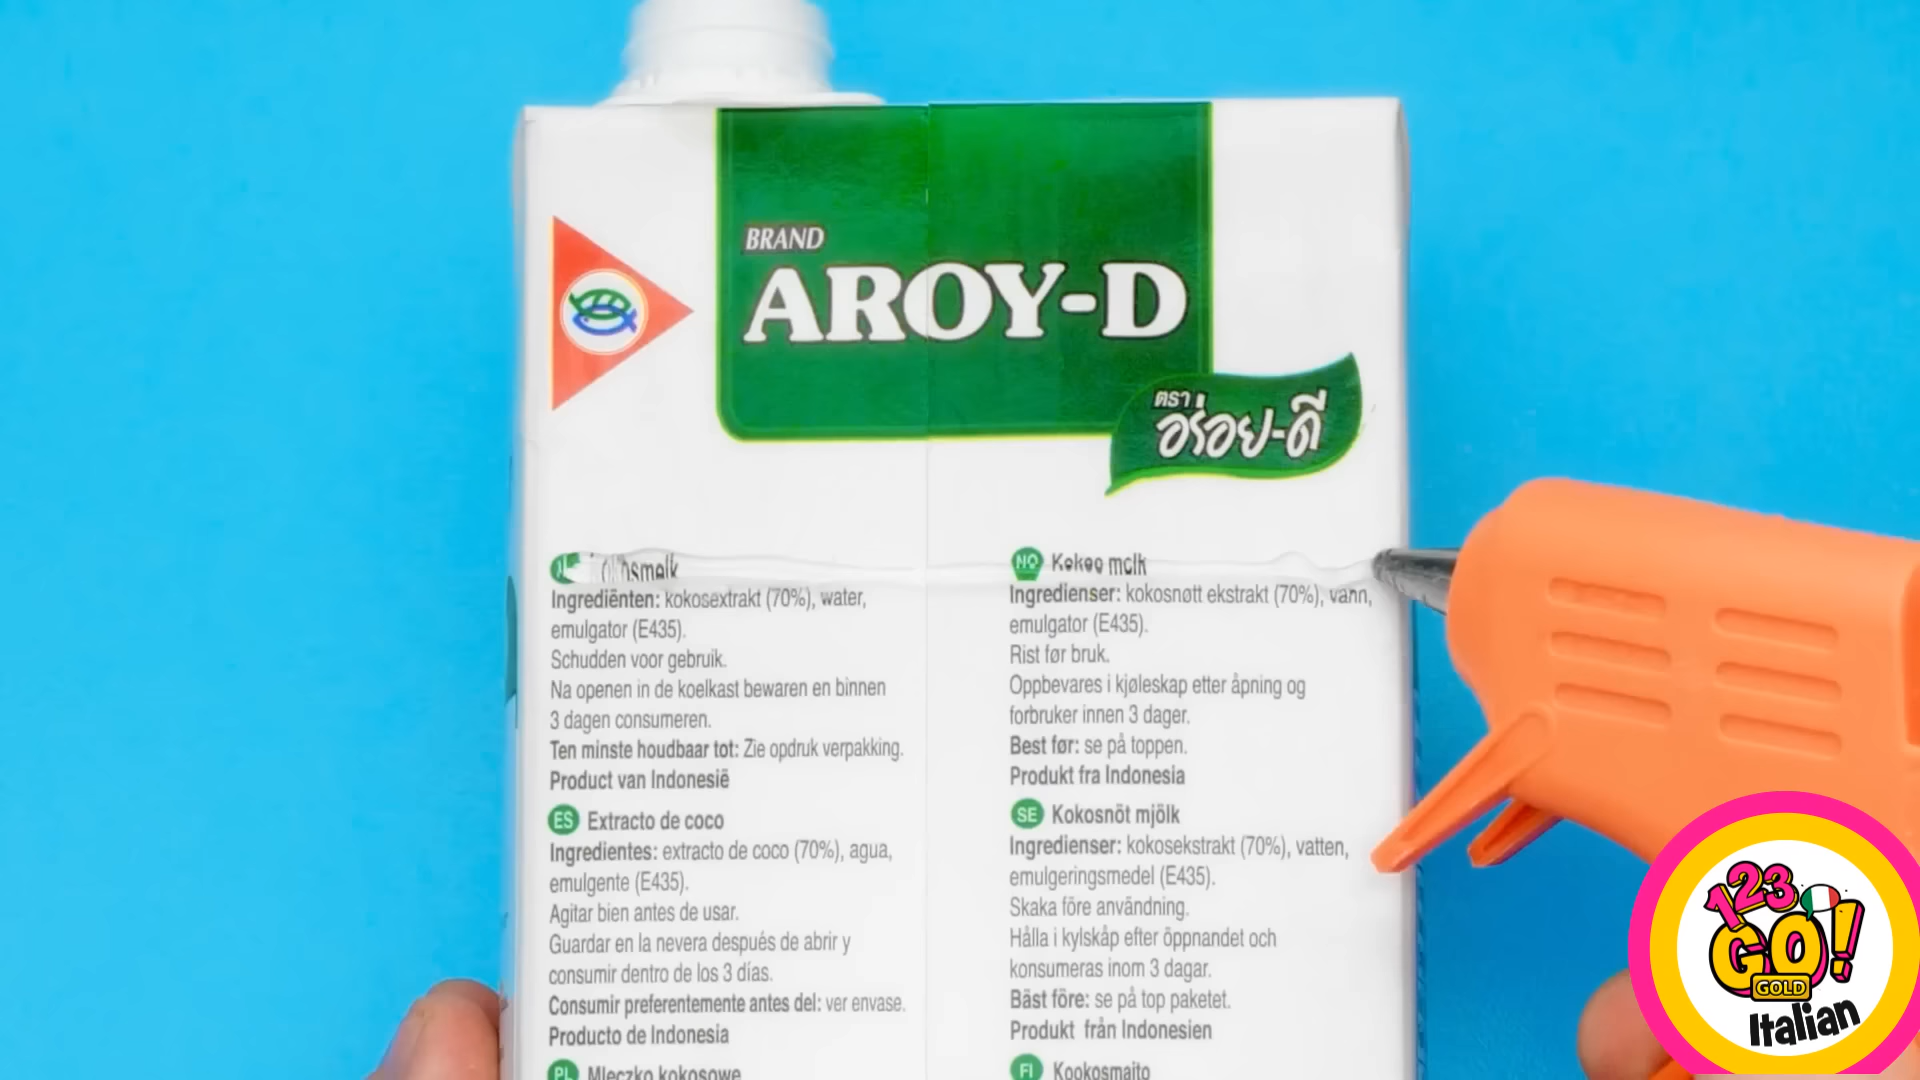 BRAND
AROY-D
ตรา
อร่อย-ดี
Ingrediënten: kokosextrakt (70%), water,
emulgator (E435).
Schudden voor gebruik.
Na openen in de koelkast bewaren en binnen
3 dagen consumeren.
Ten minste houdbaar tot: Zie opdruk verpakking.
Product van Indonesië
ES Extracto de coco
Ingredientes: extracto de coco (70%), agua,
emulgente (E435).
Agitar bien antes de usar.
Guardar en la nevera después de abrir y
consumir dentro de los 3 días.
Consumir preferentemente antes del: ver envase.
Producto de Indonesia
PL Mleczko kokosowe
NO
Ingredienser: kokosnøtt ekstrakt (70%), vann,
emulgator (E435).
Rist før bruk.
Oppbevares i kjøleskap etter åpning og
forbruker innen 3 dager.
Best før: se på toppen.
Produkt fra Indonesia
SE Kokosnöt mjölk
Ingredienser: kokosekstrakt (70%), vatten,
emulgeringsmedel (E435).
Skaka före användning.
Hålla i kylskåp efter öppnandet och
konsumeras inom 3 dagar.
Bäst före: se på top paketet.
Produkt från Indonesien
FI Kookosmaito
123
GO!
GOLD
Italian